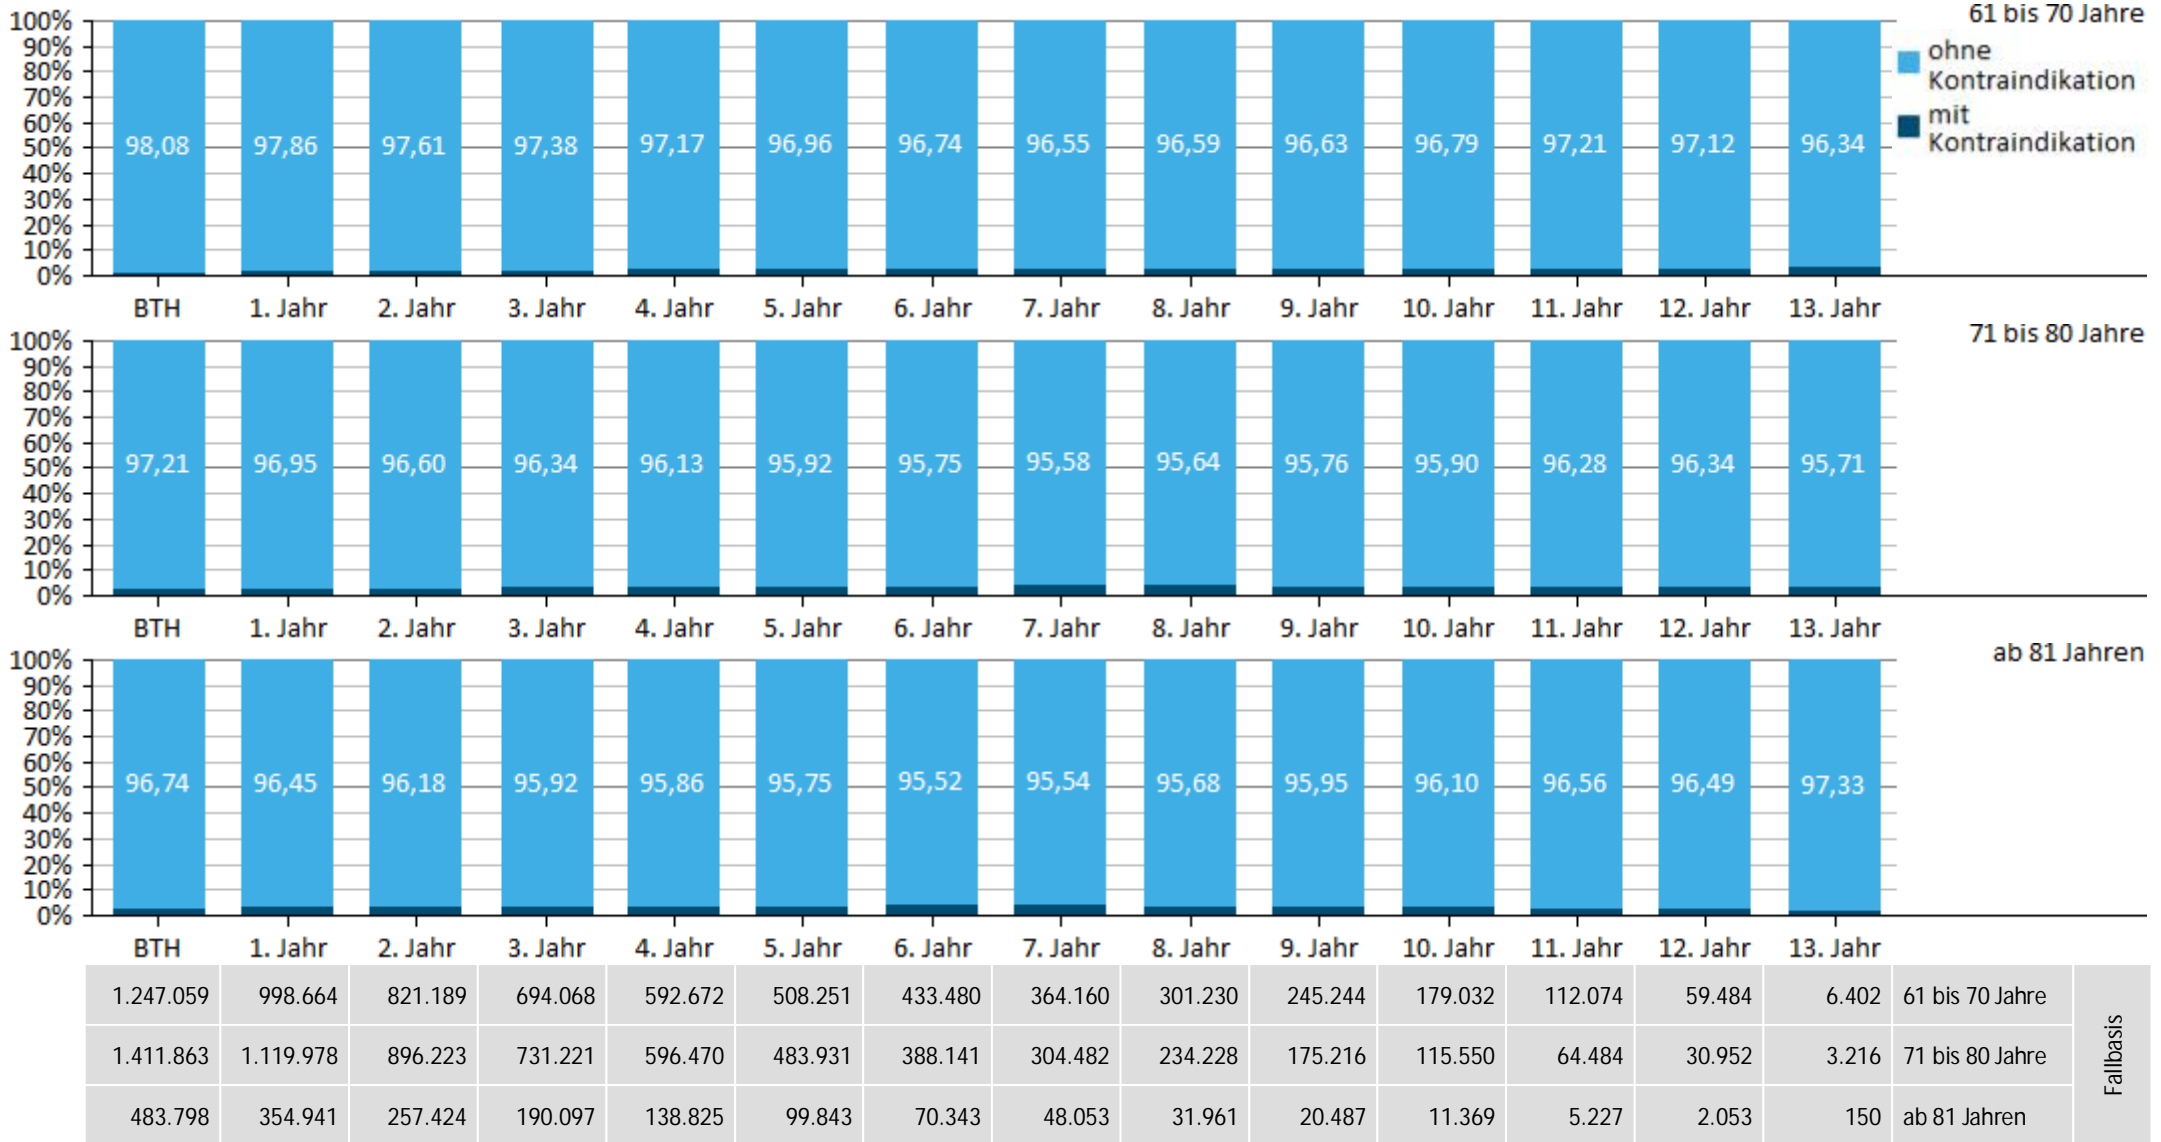 61 bis 70 Jahre
100%
90%
80%
70%
60%
50%
40%
30%
20%
10%
0%
ohne
Kontraindikation
mit
Kontraindikation
98,08 97,86 97,61 97,38 97,17 96,96 96,74 96,55 96,59 96,63 96,79 97,21 97,12 96,34
BTH 1. Jahr 2. Jahr 3. Jahr 4. Jahr 5. Jahr 6. Jahr 7. Jahr 8. Jahr 9. Jahr 10. Jahr 11. Jahr 12. Jahr 13. Jahr
71 bis 80 Jahre
100%
90%
80%
70%
60%
50%
40%
30%
20%
10%
0%
97,21 96,95 96,60 96,34 96,13 95,92 95,75 95,58 95,64 95,76 95,90 96,28 96,34 95,71
BTH 1. Jahr 2. Jahr 3. Jahr 4. Jahr 5. Jahr 6. Jahr 7. Jahr 8. Jahr 9. Jahr 10. Jahr 11. Jahr 12. Jahr 13. Jahr
ab 81 Jahren
100%
90%
80%
70%
60%
50%
40%
30%
20%
10%
0%
96,74 96,45 96,18 95,92 95,86 95,75 95,52 95,54 95,68 95,95 96,10 96,56 96,49 97,33
BTH 1. Jahr 2. Jahr 3. Jahr 4. Jahr 5. Jahr 6. Jahr 7. Jahr 8. Jahr 9. Jahr 10. Jahr 11. Jahr 12. Jahr 13. Jahr
1.247.059 998.664 821.189 694.068 592.672 508.251 433.480 364.160 301.230 245.244 179.032 112.074 59.484 6.402 61 bis 70 Jahre
1.411.863 1.119.978 896.223 731.221 596.470 483.931 388.141 304.482 234.228 175.216 115.550 64.484 30.952 3.216 71 bis 80 Jahre
483.798 354.941 257.424 190.097 138.825 99.843 70.343 48.053 31.961 20.487 11.369 5.227 2.053 150 ab 81 Jahren
Fallbasis